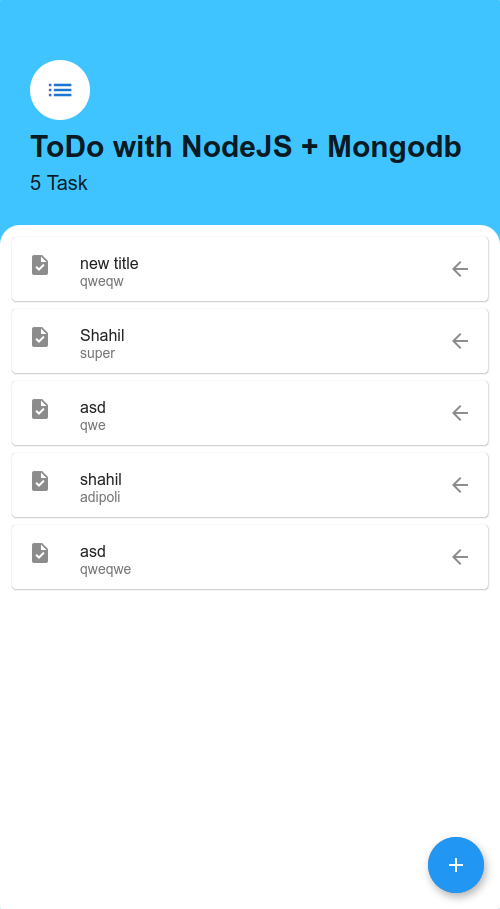 ToDo with NodeJS + Mongodb
5 Task
new title
qweqw
Shahil
super
asd
qwe
shahil
adipoli
asd
qweqwe